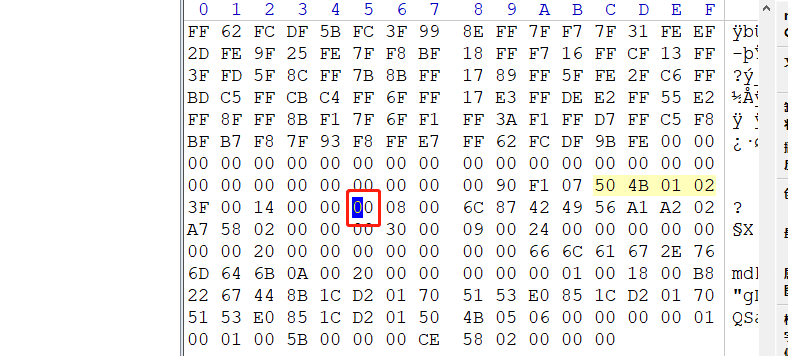 0 1 2 3 4 5 6 7 8 9 A B C D E F
FF 62 FC DF 5B FC 3F 99 8E FF 7F F7 7F 31 FE EF ÿbü
2D FE 9F 25 FE 7F F8 BF 18 FF F7 16 FF CF 13 FF -þ
3F FD 5F 8C FF 7B 8B FF 17 89 FF 5F FE 2F C6 FF ?ý_
BD C5 FF CB C4 FF 6F FF 17 E3 FF DE E2 FF 55 E2 ½Åÿ
FF 8F FF 8B F1 7F 6F F1 FF 3A F1 FF D7 FF C5 F8 ÿ
BF B7 F8 7F 93 F8 FF E7 FF 62 FC DF 9B FE 00 00 ¿·ø
00 00 00 00 00 00 00 00 00 00 00 00 00 00 00 00
00 00 00 00 00 00 00 00 00 90 F1 07 50 4B 01 02
3F 00 14 00 00 00 08 00 6C 87 42 49 56 A1 A2 02 ?
A7 58 02 00 00 00 30 00 09 00 24 00 00 00 00 00 §X
00 00 20 00 00 00 00 00 00 00 66 6C 61 67 2E 76
6D 64 6B 0A 00 20 00 00 00 00 00 01 00 18 00 B8 mdk
22 67 44 8B 1C D2 01 70 51 53 E0 85 1C D2 01 70 "g
51 53 E0 85 1C D2 01 50 4B 05 06 00 00 00 00 01 QS
00 01 00 5B 00 00 00 CE 58 02 00 00 00